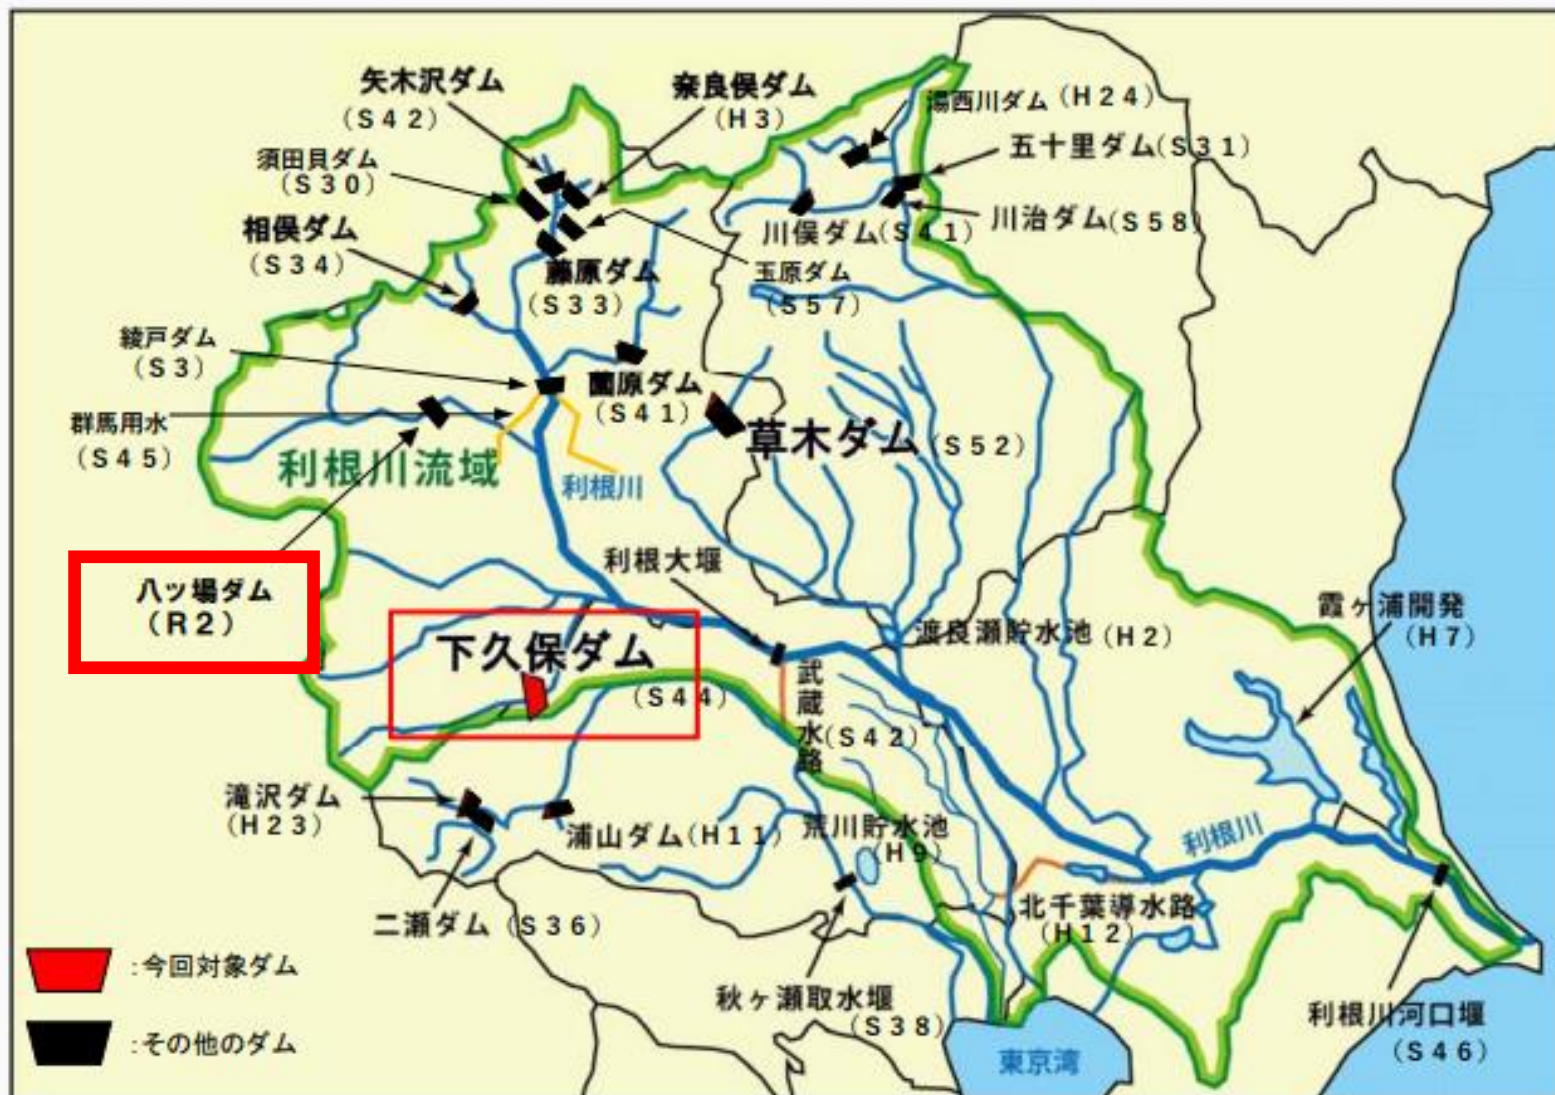 矢木沢ダム
(S42)
奈良俣ダム
(H3)
湯西川ダム(H24)
須田貝ダム
(S30)
五十里ダム(S31)
相俣ダム
(S34)
川俣ダム(S41)
川治ダム(S58)
藤原ダム
(S33)
玉原ダム
(S57)
綾戸ダム
(S3)
薗原ダム
(S41)
群馬用水
(S45)
草木ダム(S52)
利根川流域
利根川
八ッ場ダム
(R2)
利根大堰
下久保ダム
(S44)
武蔵水路
(S42)
渡良瀬貯水池(H2)
霞ヶ浦開発
(H7)
滝沢ダム
(H23)
浦山ダム(H11)
荒川貯水池
(H9)
利根川
二瀬ダム(S36)
北千葉導水路
(H12)
:今回対象ダム
秋ヶ瀬取水堰
(S38)
利根川河口堰
(S46)
:その他のダム
東京湾